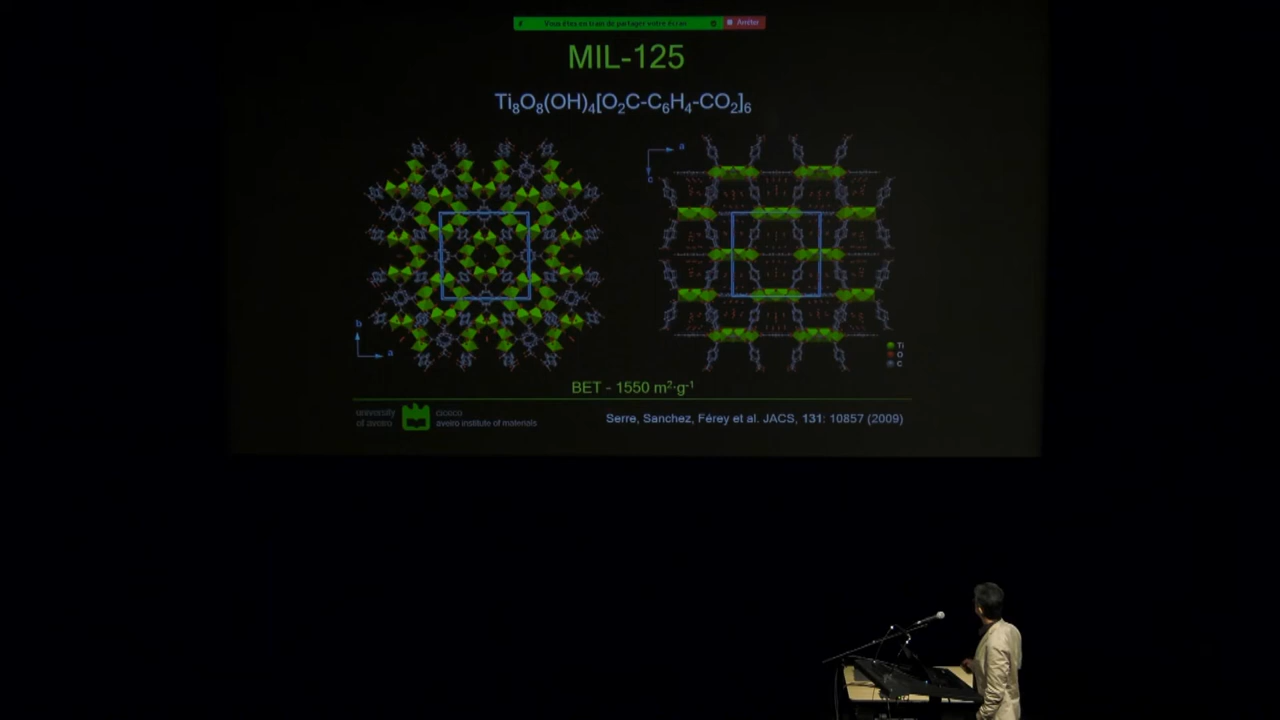 Vous êtes en train de partager votre écran
Arrêter
MIL-125
Ti₈O₈(OH)₄[O₂C-C₆H₄-CO₂]₆
a
c
b
a
Ti
O
C
BET - 1550 m²·g⁻¹
university of aveiro
ciceco
aveiro institute of materials
Serre, Sanchez, Férey et al. JACS, 131: 10857 (2009)